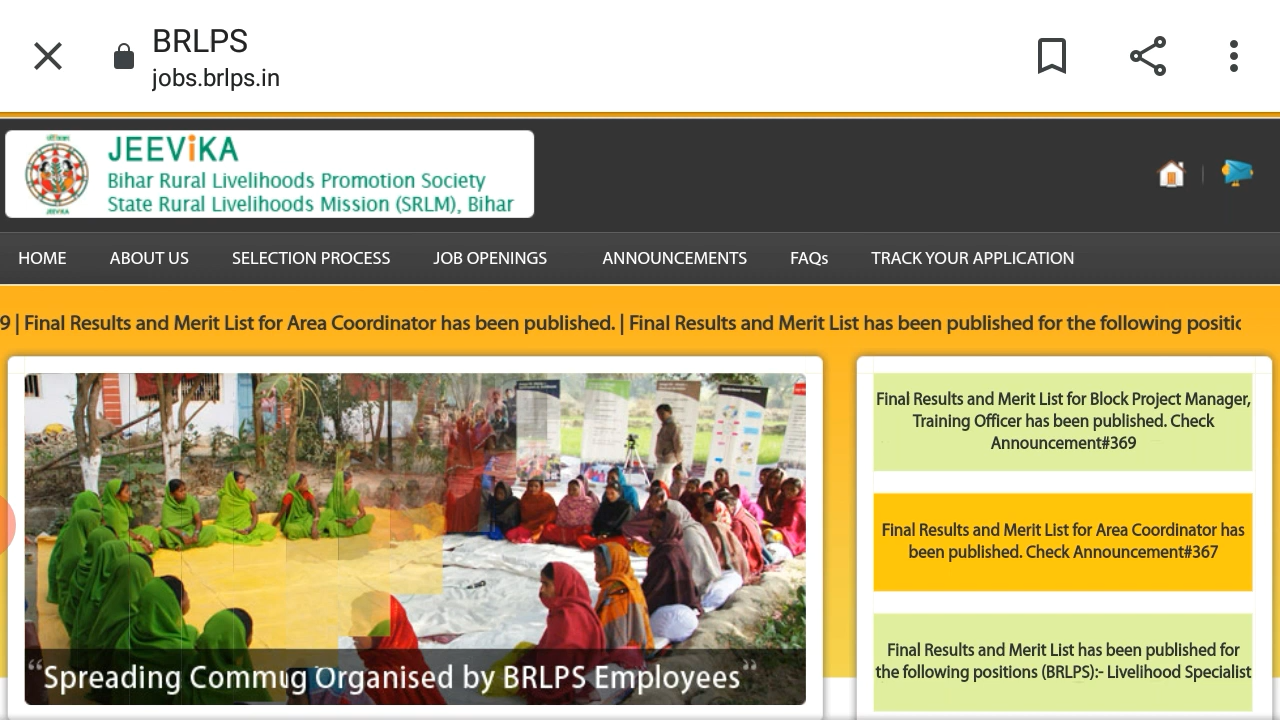 BRLPS
jobs.brlps.in
JEEViKA
Bihar Rural Livelihoods Promotion Society
State Rural Livelihoods Mission (SRLM), Bihar
JEEViKA
HOME ABOUT US SELECTION PROCESS JOB OPENINGS ANNOUNCEMENTS FAQs TRACK YOUR APPLICATION
9 | Final Results and Merit List for Area Coordinator has been published. | Final Results and Merit List has been published for the following positic
Final Results and Merit List for Block Project Manager,
Training Officer has been published. Check
Announcement#369
Final Results and Merit List for Area Coordinator has
been published. Check Announcement#367
Final Results and Merit List has been published for
the following positions (BRLPS):- Livelihood Specialist
“Spreading Commug Organised by BRLPS Employees”